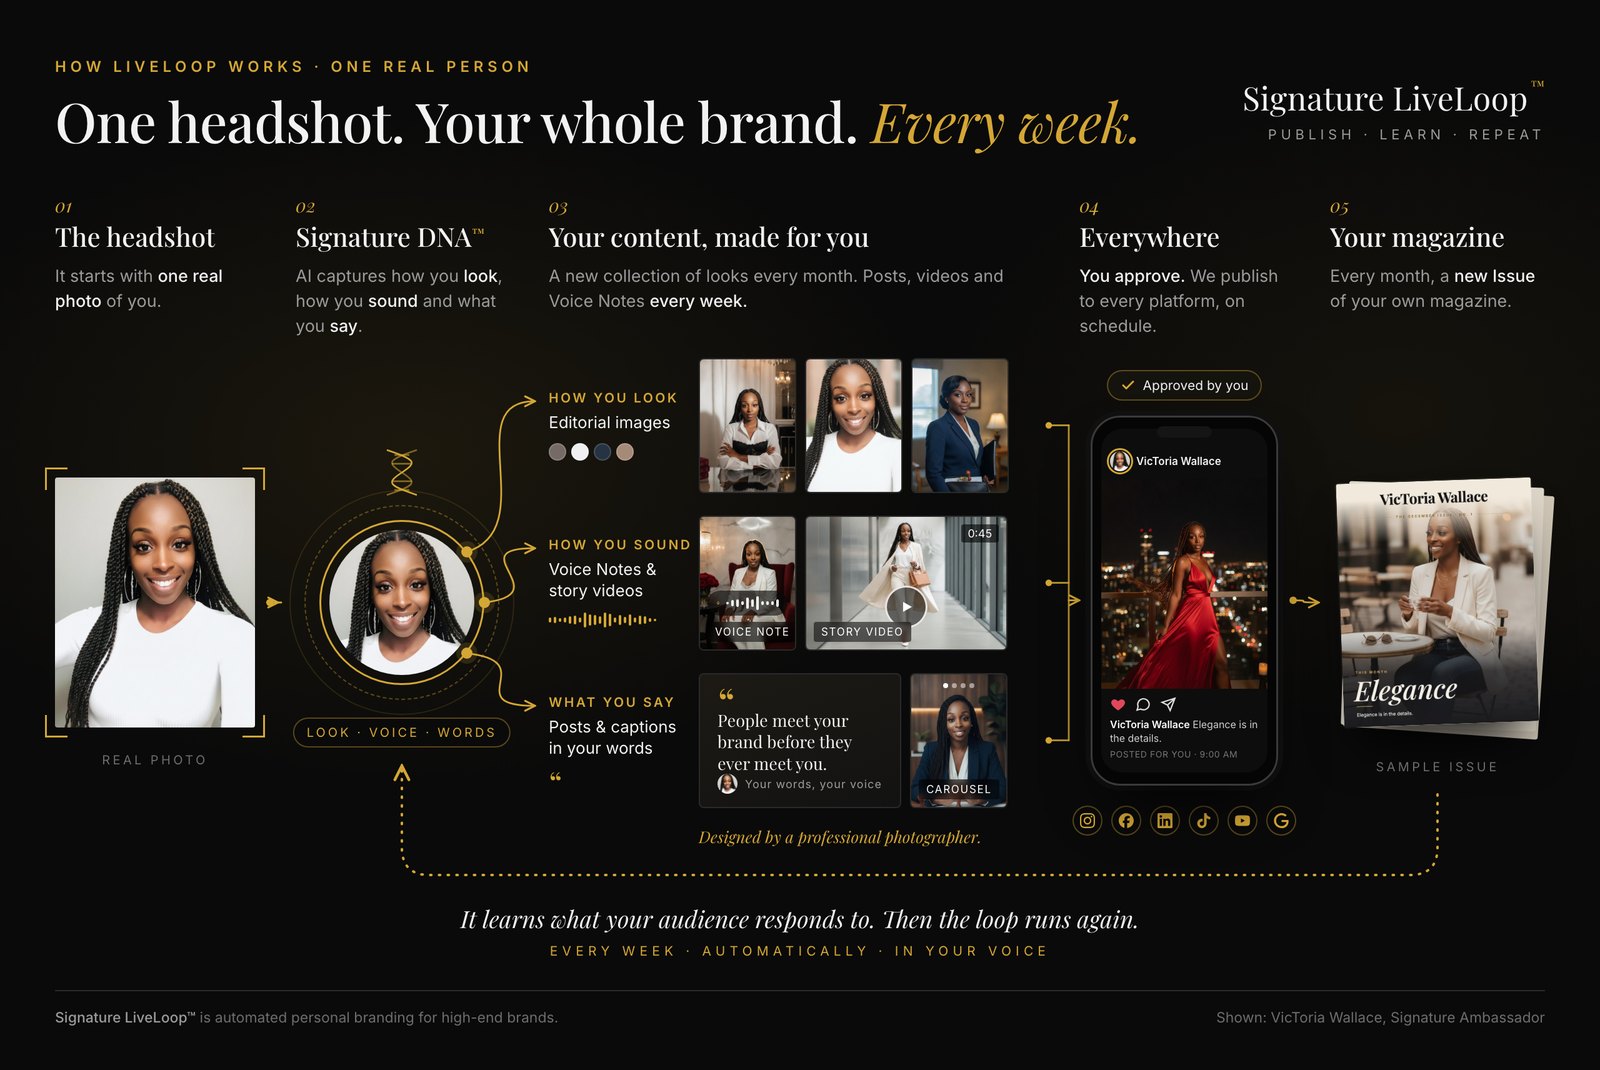 HOW LIVELOOP WORKS · ONE REAL PERSON
One headshot. Your whole brand. Every week.
Signature LiveLoop™
PUBLISH · LEARN · REPEAT
01
The headshot
It starts with one real
photo of you.
02
Signature DNA™
AI captures how you look,
how you sound and what
you say.
03
Your content, made for you
A new collection of looks every month. Posts, videos and
Voice Notes every week.
04
Everywhere
You approve. We publish
to every platform, on
schedule.
05
Your magazine
Every month, a new Issue
of your own magazine.
REAL PHOTO
LOOK · VOICE · WORDS
HOW YOU LOOK
Editorial images
HOW YOU SOUND
Voice Notes &
story videos
VOICE NOTE
STORY VIDEO
0:45
WHAT YOU SAY
Posts & captions
in your words
“
“
People meet your
brand before they
ever meet you.
Your words, your voice
CAROUSEL
Designed by a professional photographer.
Approved by you
VicToria Wallace
VicToria Wallace Elegance is in
the details.
POSTED FOR YOU · 9:00 AM
VicToria Wallace
THIS MONTH
Elegance
Elegance is in the details.
SAMPLE ISSUE
It learns what your audience responds to. Then the loop runs again.
EVERY WEEK · AUTOMATICALLY · IN YOUR VOICE
Signature LiveLoop™ is automated personal branding for high-end brands.
Shown: VicToria Wallace, Signature Ambassador